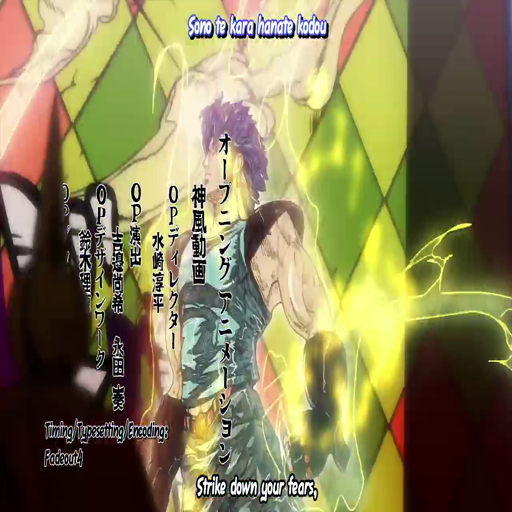 Sono te kara hanate kodou
オープニングアニメーション
神風動画
OPディレクター
水崎淳平
OP演出
吉邉尚希 永田 奏
OPデザインワーク
鈴木理
Timing/Typesetting/Encoding:
Fadeout4
Strike down your fears,